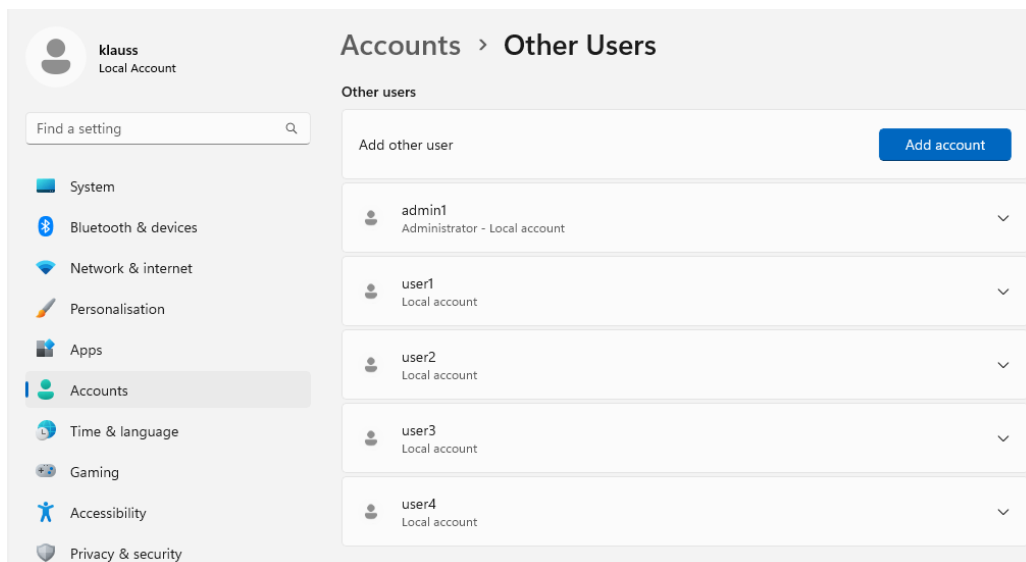 klauss
Local Account
Find a setting
System
Bluetooth & devices
Network & internet
Personalisation
Apps
Accounts
Time & language
Gaming
Accessibility
Privacy & security
Accounts > Other Users
Other users
Add other user
Add account
admin1
Administrator - Local account
user1
Local account
user2
Local account
user3
Local account
user4
Local account